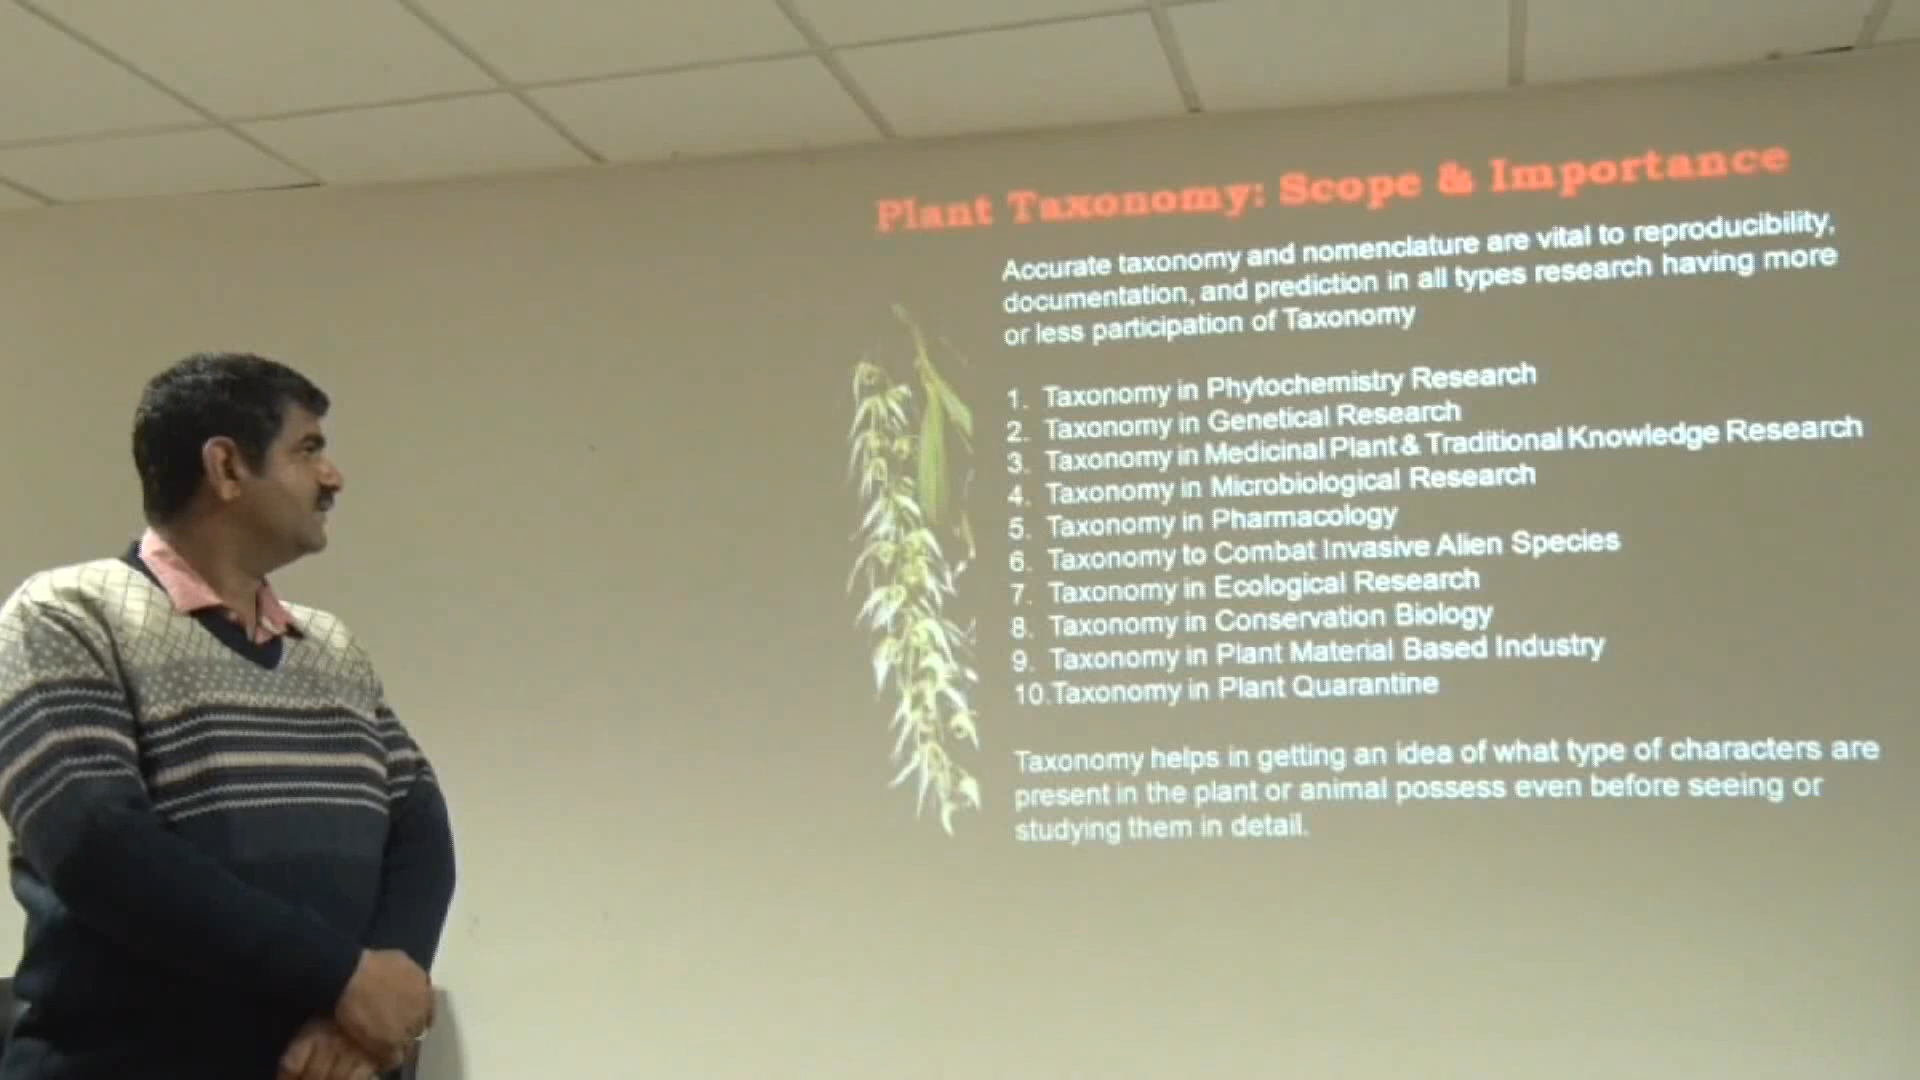 Plant Taxonomy: Scope & Importance
Accurate taxonomy and nomenclature are vital to reproducibility,
documentation, and prediction in all types research having more
or less participation of Taxonomy
1. Taxonomy in Phytochemistry Research
2. Taxonomy in Genetical Research
3. Taxonomy in Medicinal Plant & Traditional Knowledge Research
4. Taxonomy in Microbiological Research
5. Taxonomy in Pharmacology
6. Taxonomy to Combat Invasive Alien Species
7. Taxonomy in Ecological Research
8. Taxonomy in Conservation Biology
9. Taxonomy in Plant Material Based Industry
10.Taxonomy in Plant Quarantine
Taxonomy helps in getting an idea of what type of characters are
present in the plant or animal possess even before seeing or
studying them in detail.